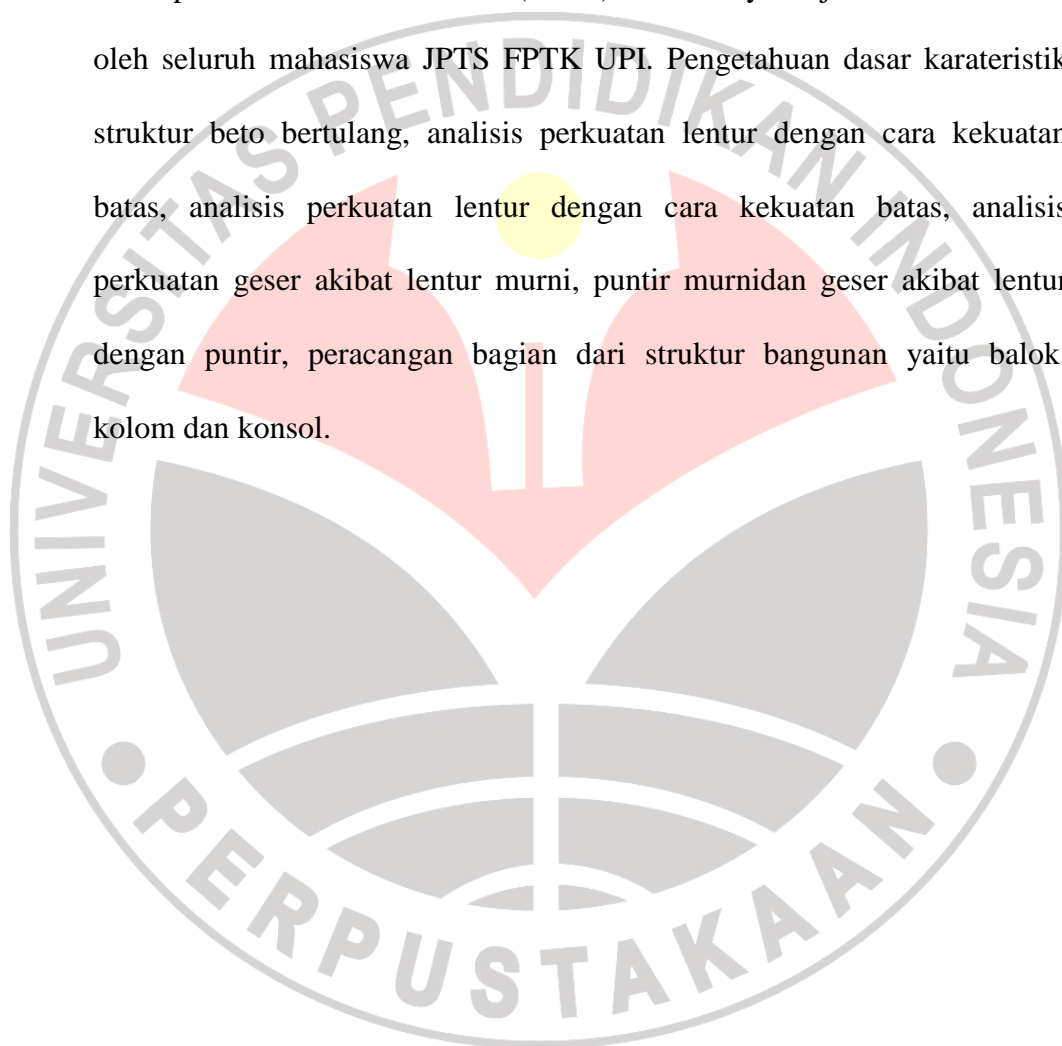 oleh seluruh mahasiswa JPTS FPTK UPI. Pengetahuan dasar karateristik
struktur beto bertulang, analisis perkuatan lentur dengan cara kekuatan
batas, analisis perkuatan lentur dengan cara kekuatan batas, analisis
perkuatan geser akibat lentur murni, puntir murnidan geser akibat lentur
dengan puntir, peracangan bagian dari struktur bangunan yaitu balok
kolom dan konsol.
UNIVERSITAS PENDIDIKAN INDONESIA
PERPUSTAKAAN